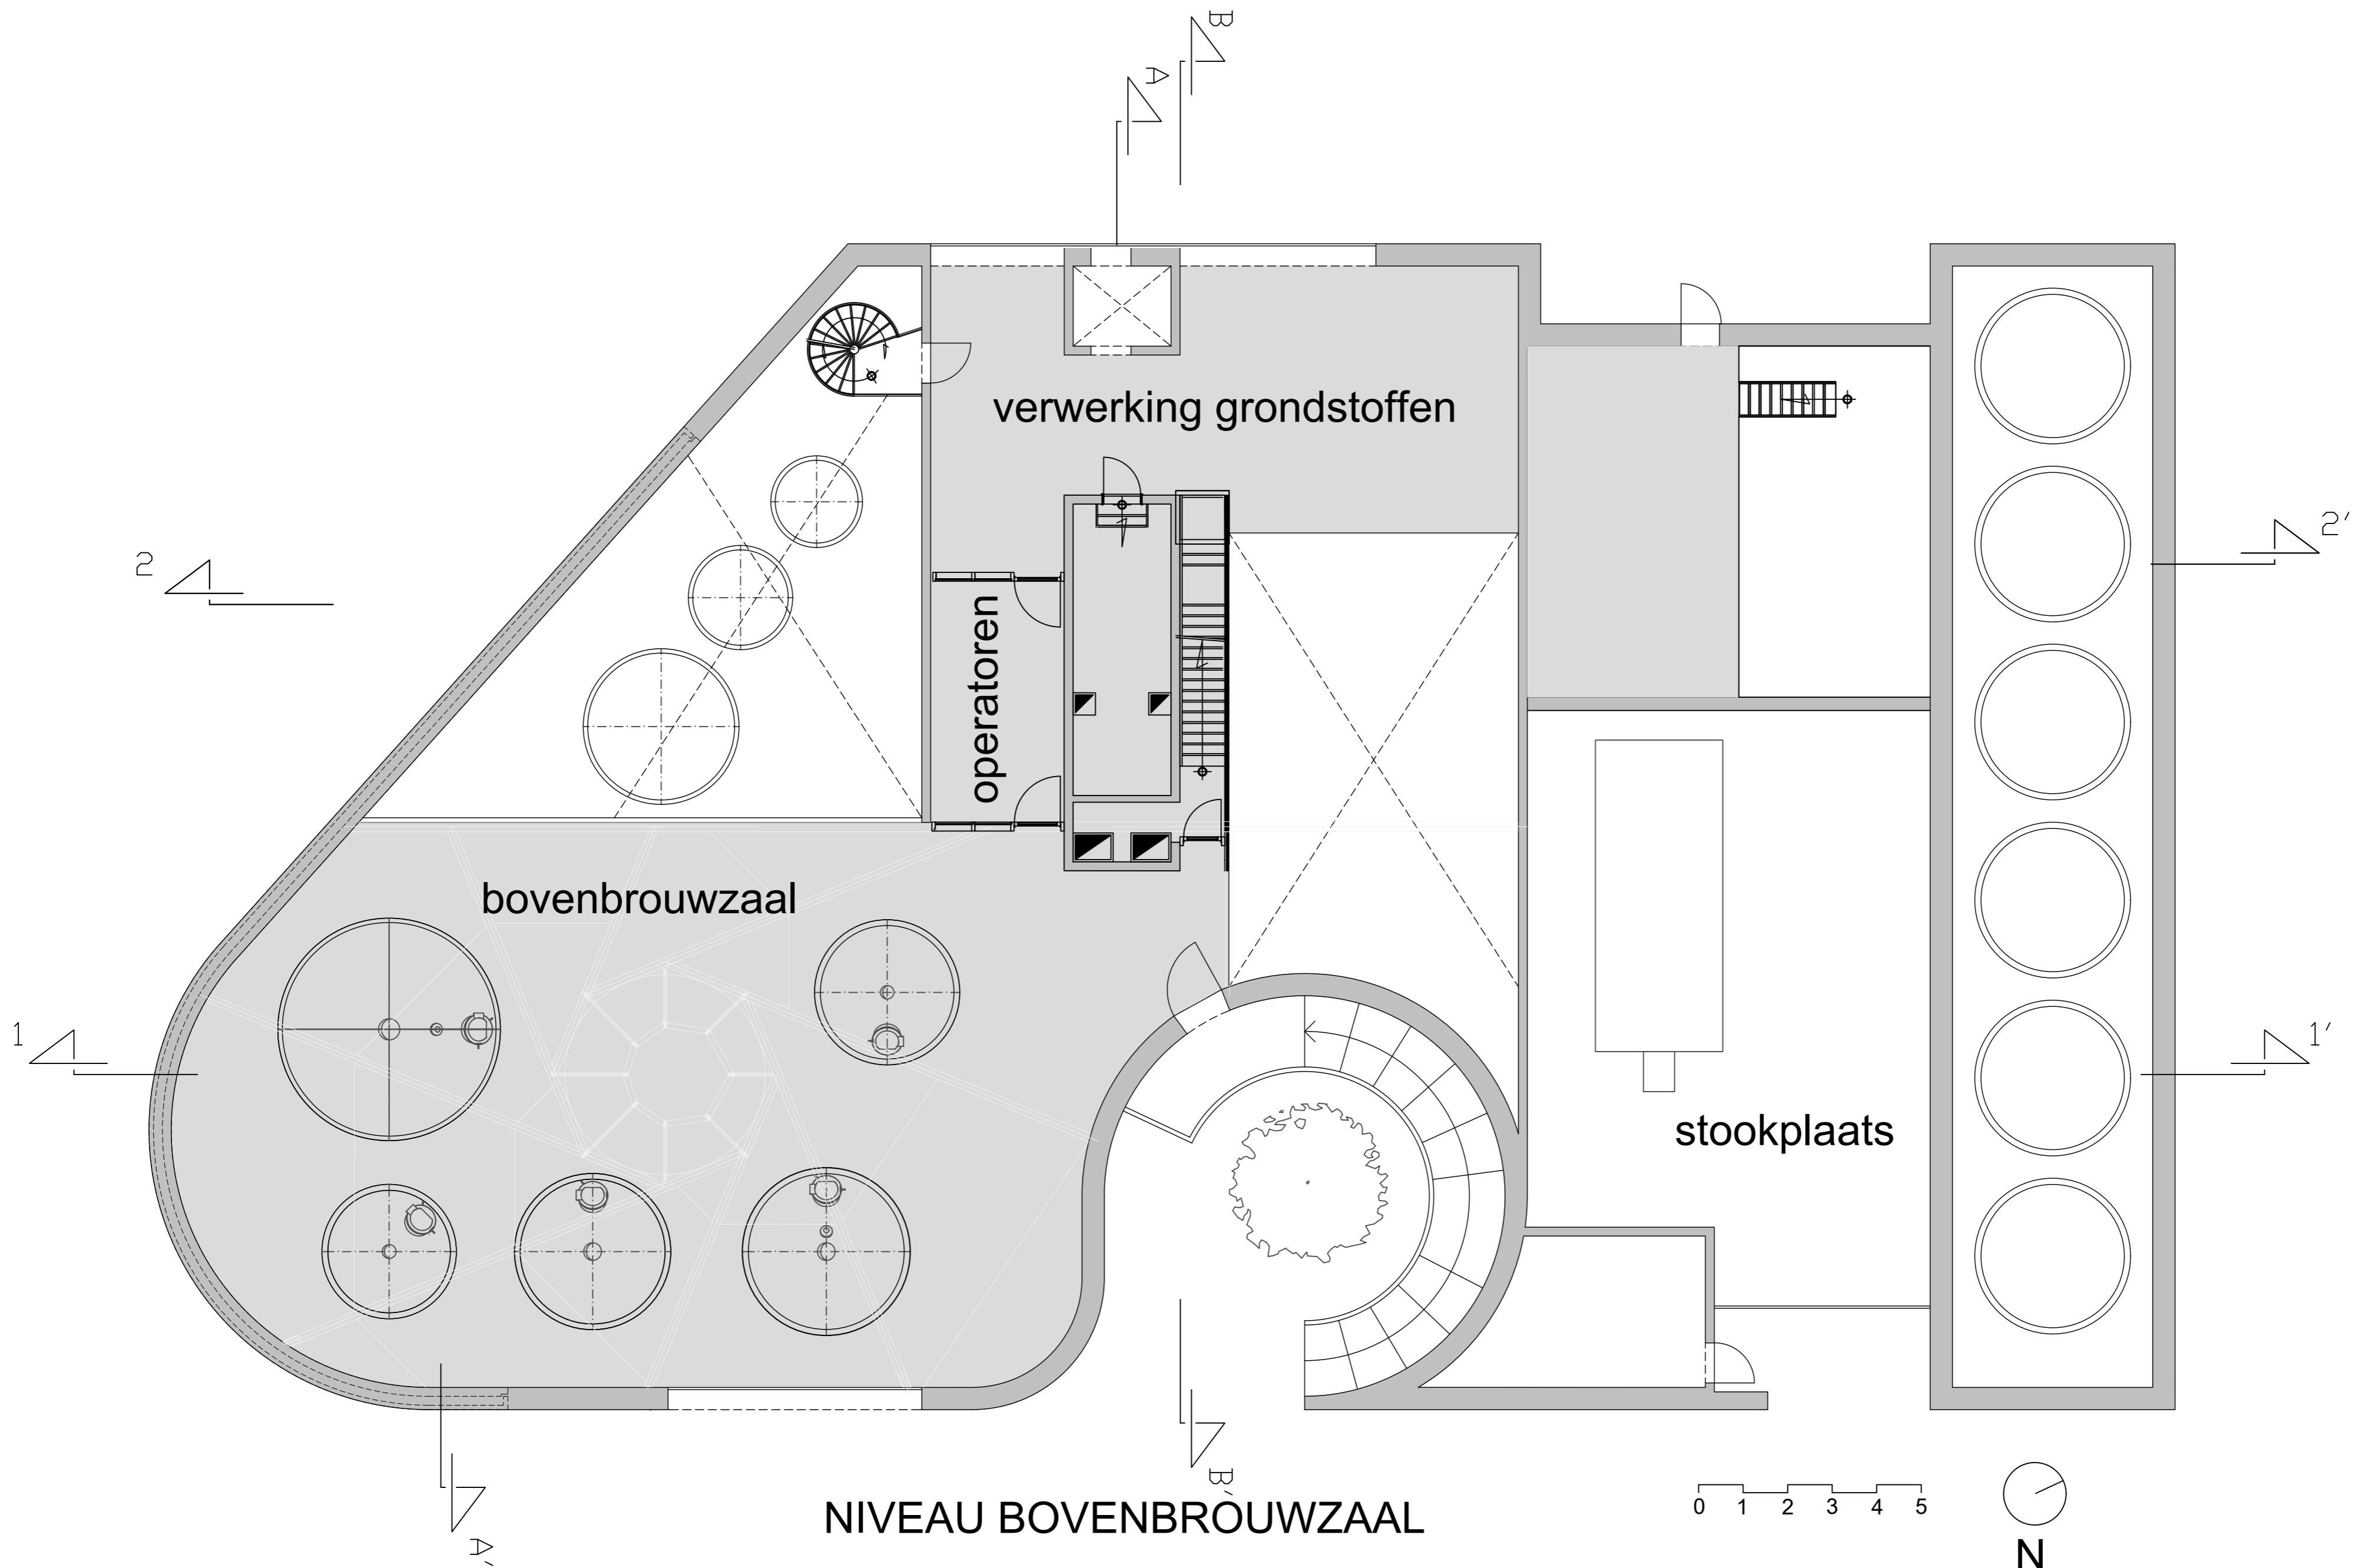 B
A
verwerking grondstoffen
2
2'
operatoren
bovenbrouwzaal
1
1'
stookplaats
B'
A'
NIVEAU BOVENBROUWZAAL
0 1 2 3 4 5
N